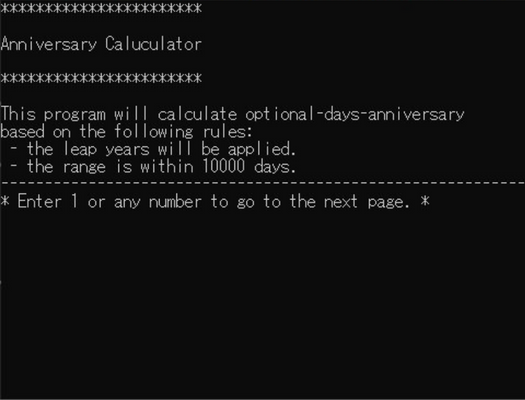 ***********************
Anniversary Caluculator
***********************
This program will calculate optional-days-anniversary
based on the following rules:
- the leap years will be applied.
- the range is within 10000 days.
------------------------------------------------------------
* Enter 1 or any number to go to the next page. *